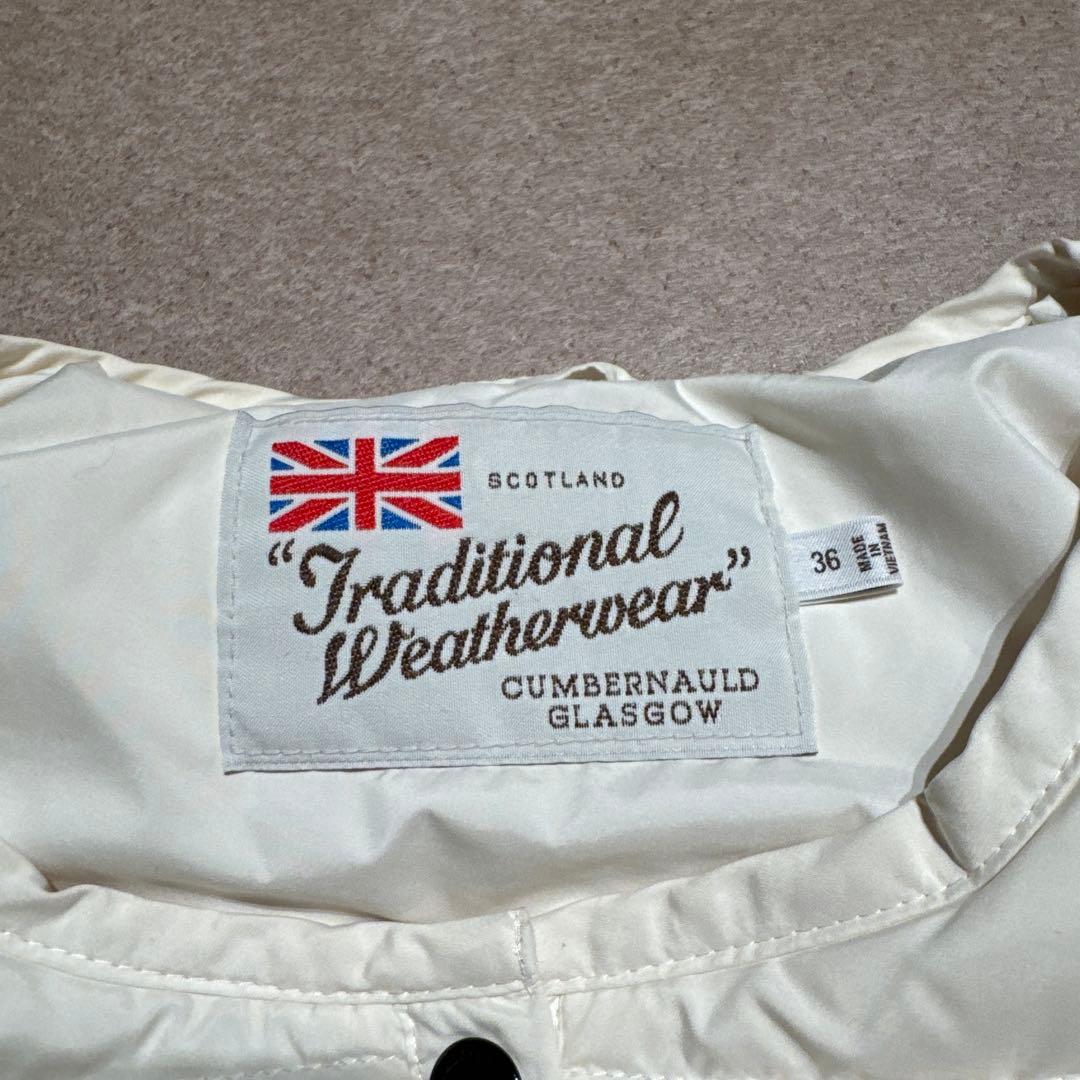 SCOTLAND
"Traditional
Weatherwear"
CUMBERNAULD
GLASGOW
36
MADE
IN
VIETNAM